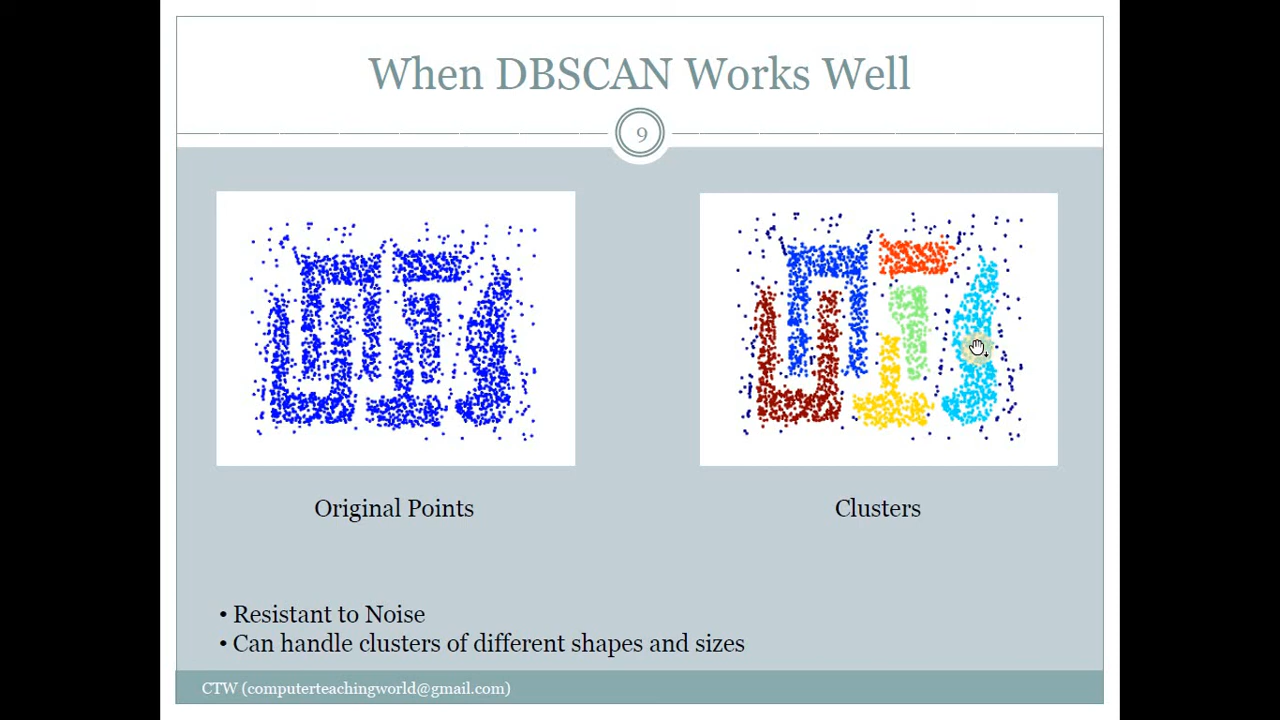 When DBSCAN Works Well
9
Original Points
Clusters
• Resistant to Noise
• Can handle clusters of different shapes and sizes
CTW (computerteachingworld@gmail.com)